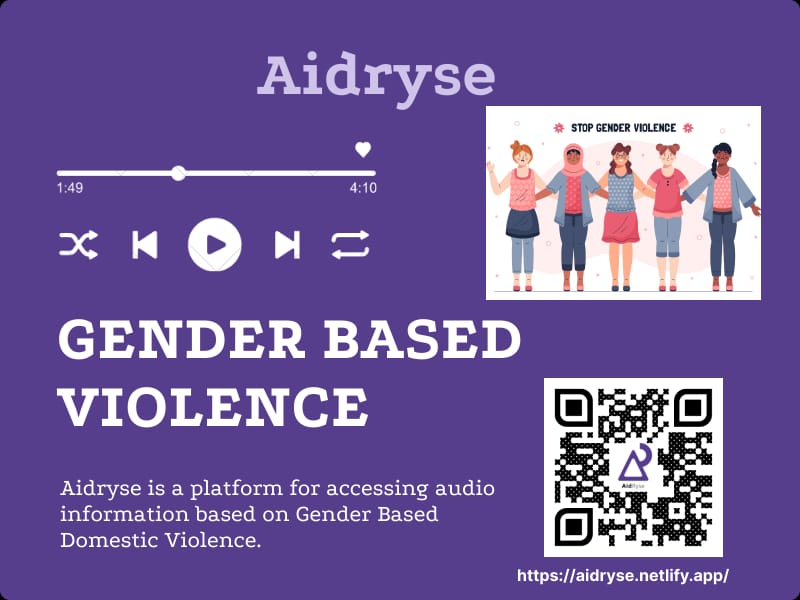 Aidryse
STOP GENDER VIOLENCE
1:49
4:10
GENDER BASED
VIOLENCE
Aidryse is a platform for accessing audio
information based on Gender Based
Domestic Violence.
AidRyse
https://aidryse.netlify.app/